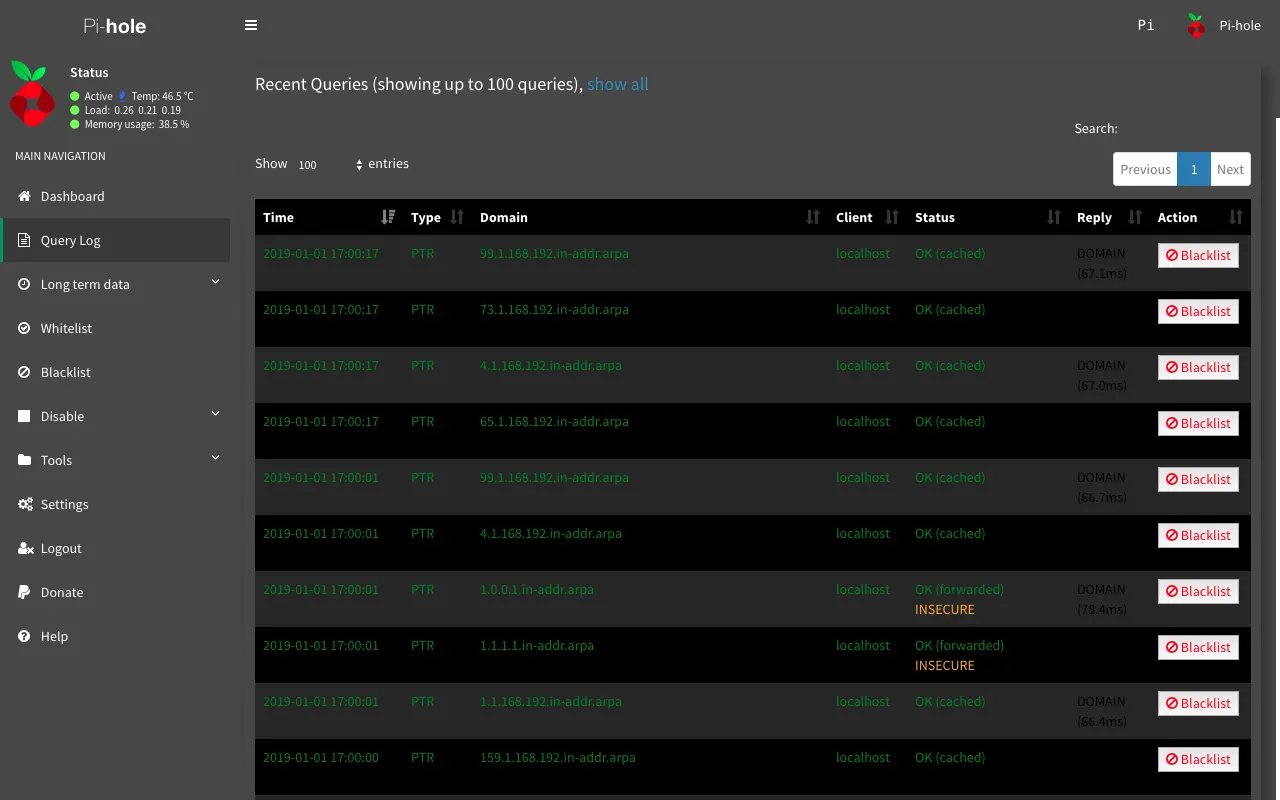 Pi-hole
Pi
Pi-hole
Status
Active Temp: 46.5 °C
Load: 0.26 0.21 0.19
Memory usage: 38.5 %
MAIN NAVIGATION
Dashboard
Query Log
Long term data
Whitelist
Blacklist
Disable
Tools
Settings
Logout
Donate
Help
Recent Queries (showing up to 100 queries), show all
Search:
Show 100 entries
Previous 1 Next
Time Type Domain Client Status Reply Action
2019-01-01 17:00:17 PTR 99.1.168.192.in-addr.arpa localhost OK (cached) DOMAIN Blacklist
(67.1ms)
2019-01-01 17:00:17 PTR 73.1.168.192.in-addr.arpa localhost OK (cached) Blacklist
2019-01-01 17:00:17 PTR 4.1.168.192.in-addr.arpa localhost OK (cached) DOMAIN Blacklist
(67.0ms)
2019-01-01 17:00:17 PTR 65.1.168.192.in-addr.arpa localhost OK (cached) Blacklist
2019-01-01 17:00:01 PTR 99.1.168.192.in-addr.arpa localhost OK (cached) DOMAIN Blacklist
(66.7ms)
2019-01-01 17:00:01 PTR 4.1.168.192.in-addr.arpa localhost OK (cached) Blacklist
2019-01-01 17:00:01 PTR 1.0.0.1.in-addr.arpa localhost OK (forwarded) DOMAIN Blacklist
INSECURE (78.4ms)
2019-01-01 17:00:01 PTR 1.1.1.1.in-addr.arpa localhost OK (forwarded) Blacklist
INSECURE
2019-01-01 17:00:01 PTR 1.1.168.192.in-addr.arpa localhost OK (cached) DOMAIN Blacklist
(66.4ms)
2019-01-01 17:00:00 PTR 159.1.168.192.in-addr.arpa localhost OK (cached) Blacklist